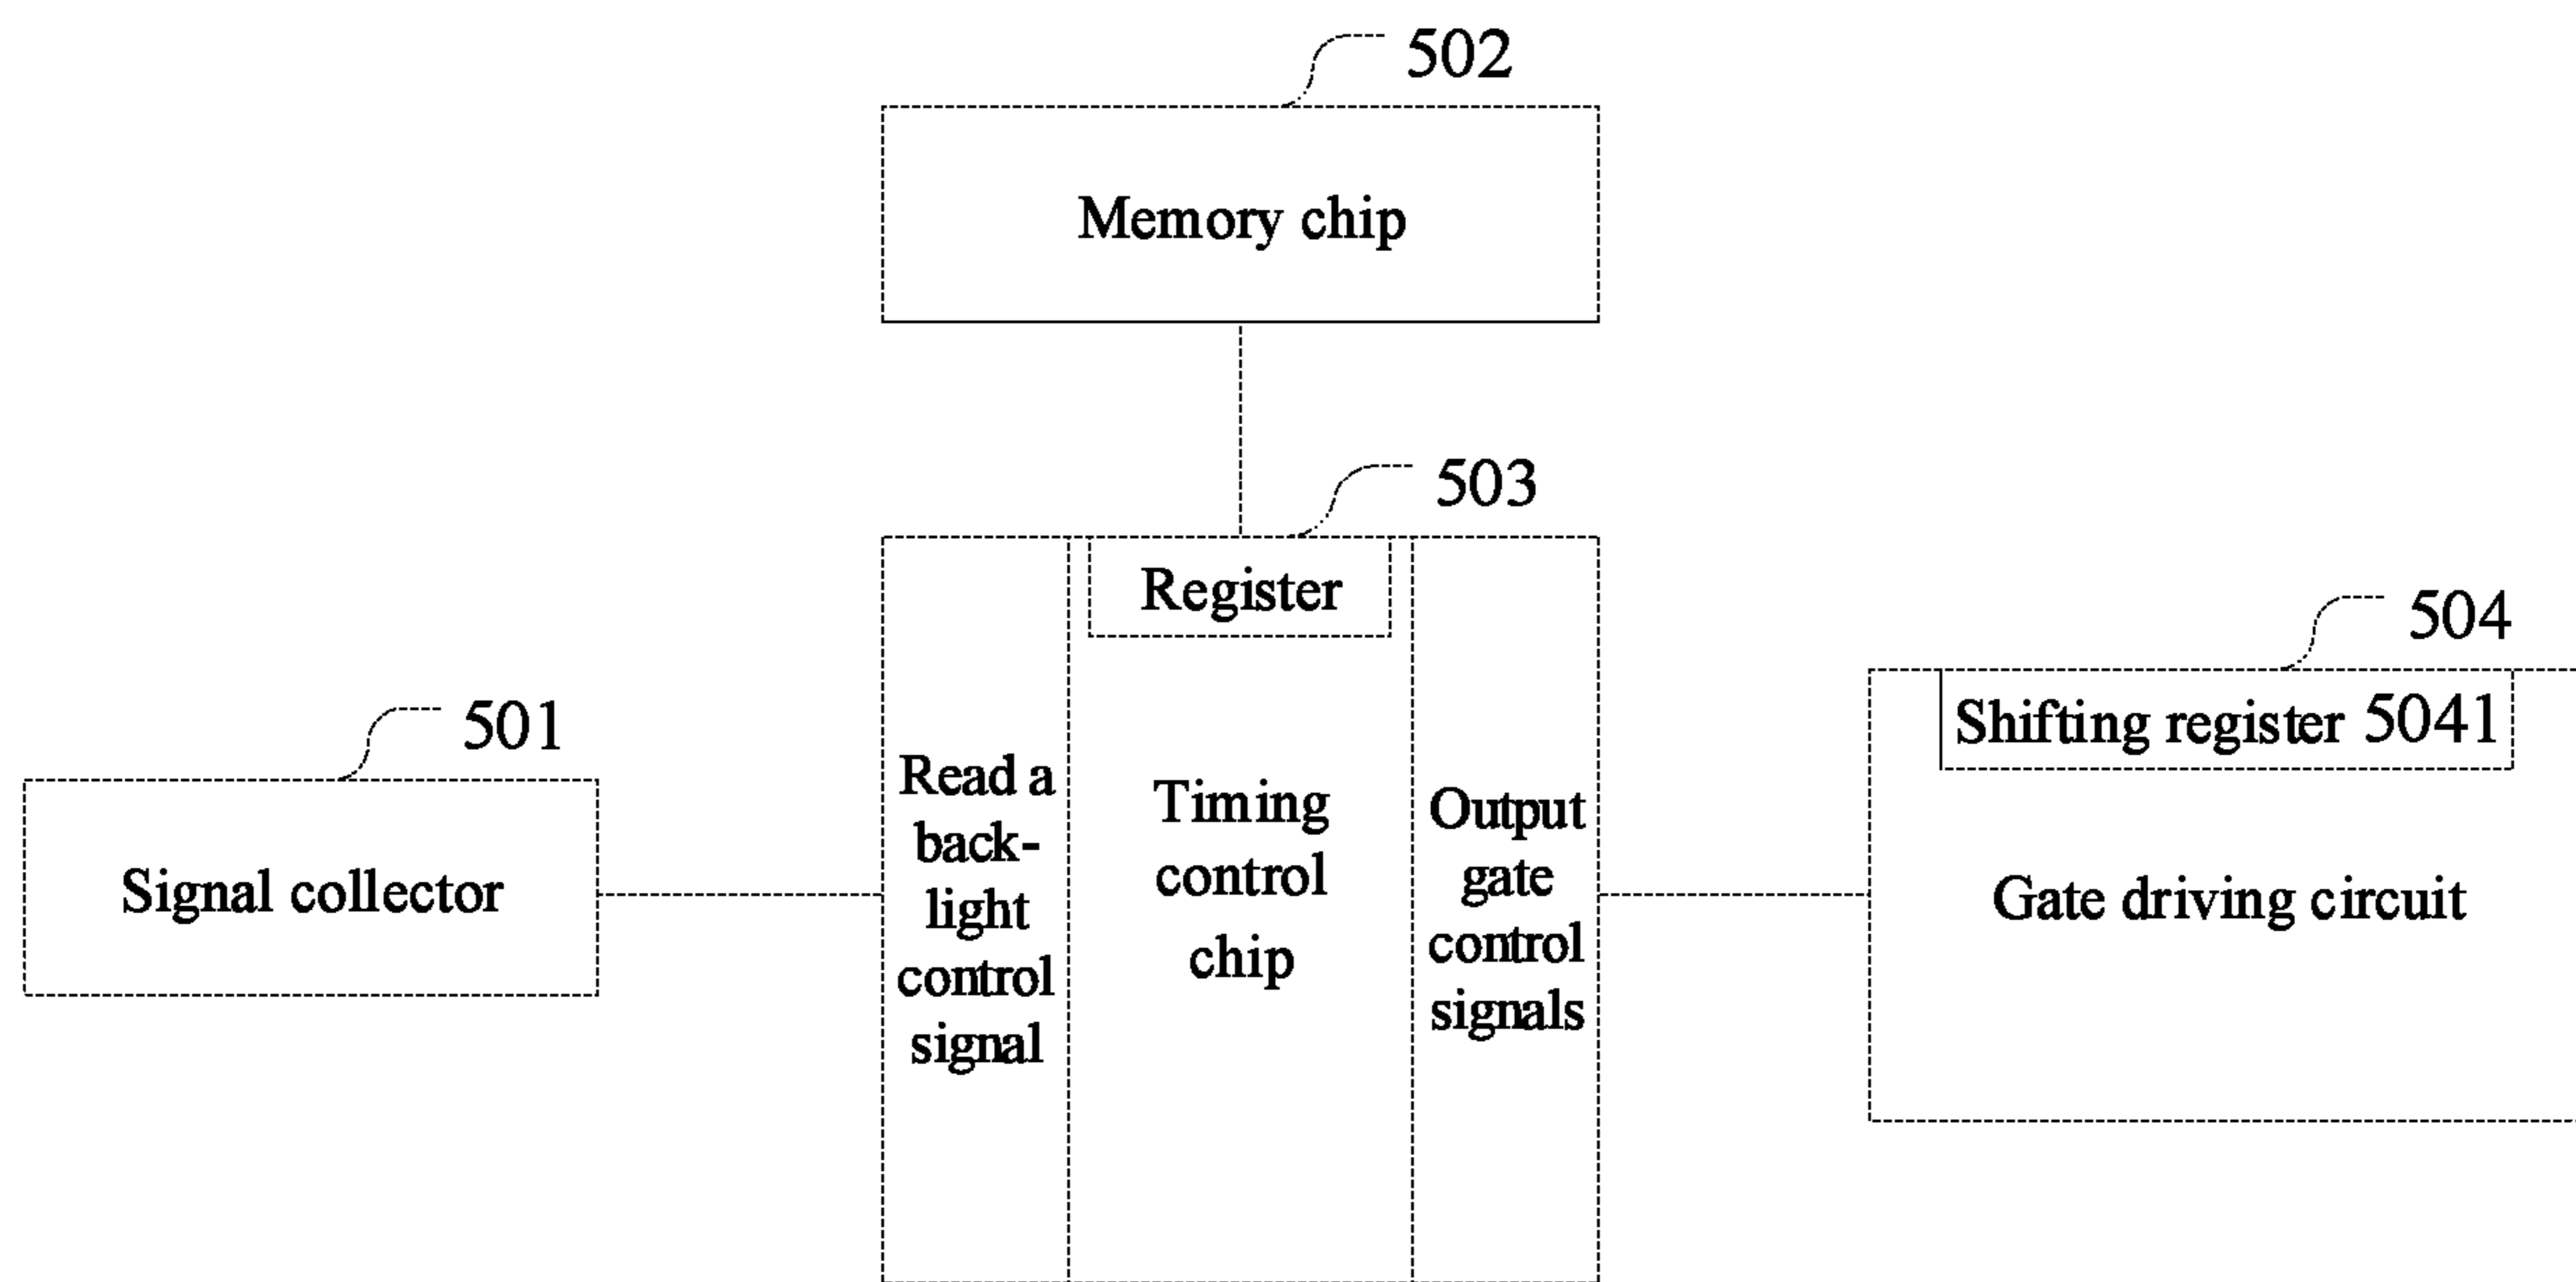 502
Memory chip
503
Register
504
Shifting register 5041
501
Signal collector
Read a
back-
light
control
signal
Timing
control
chip
Output
gate
control
signals
Gate driving circuit